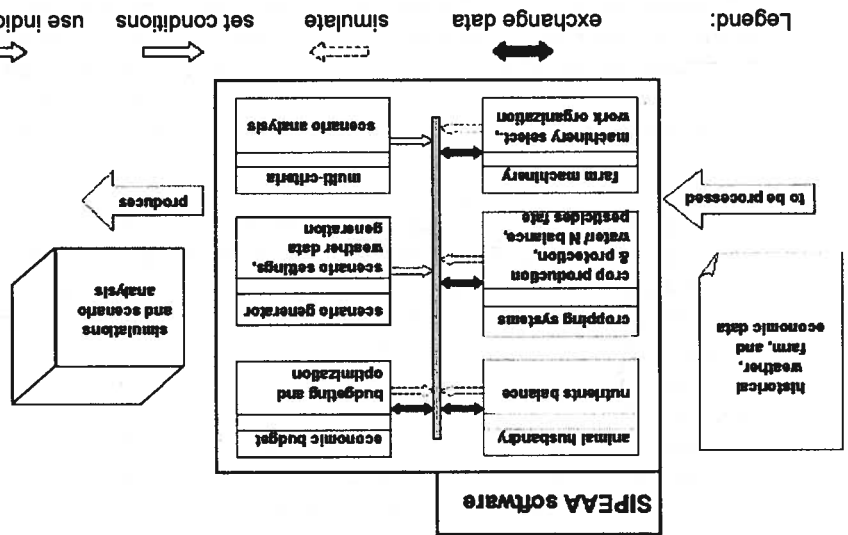 SIPEAA software
historical
weather,
farm, and
economic data
to be processed
animal husbandry
nutrients balance
cropping systems
crop production
& protection,
water/ N balance,
pesticides fate
farm machinery
machinery select.,
work organization
economic budget
budgeting and
optimization
scenario generator
scenario settings,
weather data
generation
multi-criteria
scenario analysis
simulations
and scenario
analysis
produces
Legend:
exchange data
simulate
set conditions
use indic